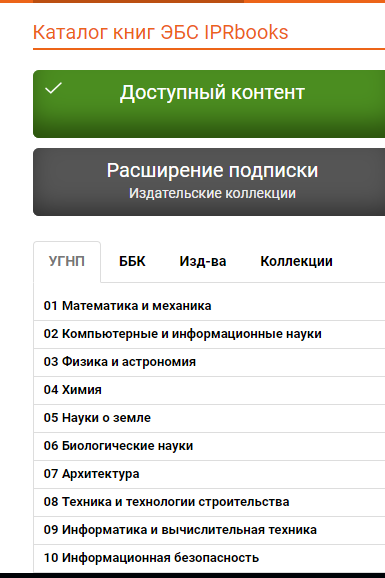 Каталог книг ЭБС IPRbooks
Доступный контент
Расширение подписки
Издательские коллекции
УГНП ББК Изд-ва Коллекции
01 Математика и механика
02 Компьютерные и информационные науки
03 Физика и астрономия
04 Химия
05 Науки о земле
06 Биологические науки
07 Архитектура
08 Техника и технологии строительства
09 Информатика и вычислительная техника
10 Информационная безопасность